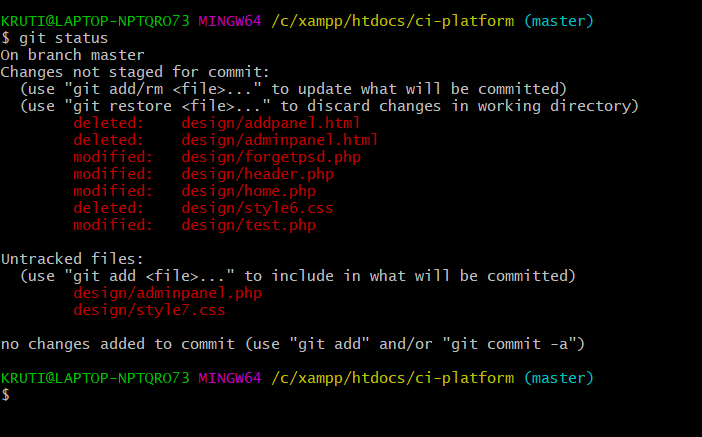 KRUTI@LAPTOP-NPTQRO73 MINGW64 /c/xampp/htdocs/ci-platform (master)
$ git status
On branch master
Changes not staged for commit:
  (use "git add/rm <file>..." to update what will be committed)
  (use "git restore <file>..." to discard changes in working directory)
        deleted:    design/addpanel.html
        deleted:    design/adminpanel.html
        modified:   design/forgetpsd.php
        modified:   design/header.php
        modified:   design/home.php
        deleted:    design/style6.css
        modified:   design/test.php

Untracked files:
  (use "git add <file>..." to include in what will be committed)
        design/adminpanel.php
        design/style7.css

no changes added to commit (use "git add" and/or "git commit -a")

KRUTI@LAPTOP-NPTQRO73 MINGW64 /c/xampp/htdocs/ci-platform (master)
$